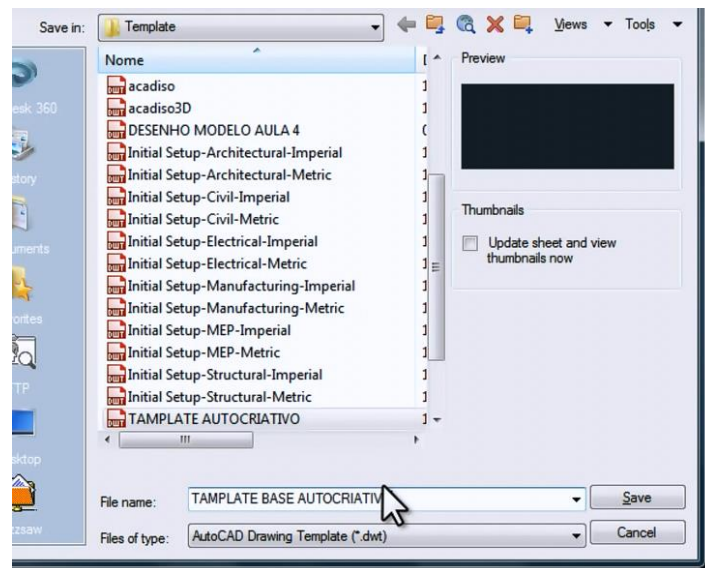 Save in: Template Views Tools
Nome
acadiso
acadiso3D
DESENHO MODELO AULA 4
Initial Setup-Architectural-Imperial
Initial Setup-Architectural-Metric
Initial Setup-Civil-Imperial
Initial Setup-Civil-Metric
Initial Setup-Electrical-Imperial
Initial Setup-Electrical-Metric
Initial Setup-Manufacturing-Imperial
Initial Setup-Manufacturing-Metric
Initial Setup-MEP-Imperial
Initial Setup-MEP-Metric
Initial Setup-Structural-Imperial
Initial Setup-Structural-Metric
TAMPLATE AUTOCRIATIVO
Preview
Thumbnails
Update sheet and view
thumbnails now
File name: TAMPLATE BASE AUTOCRIATIV Save
Files of type: AutoCAD Drawing Template (*.dwt) Cancel